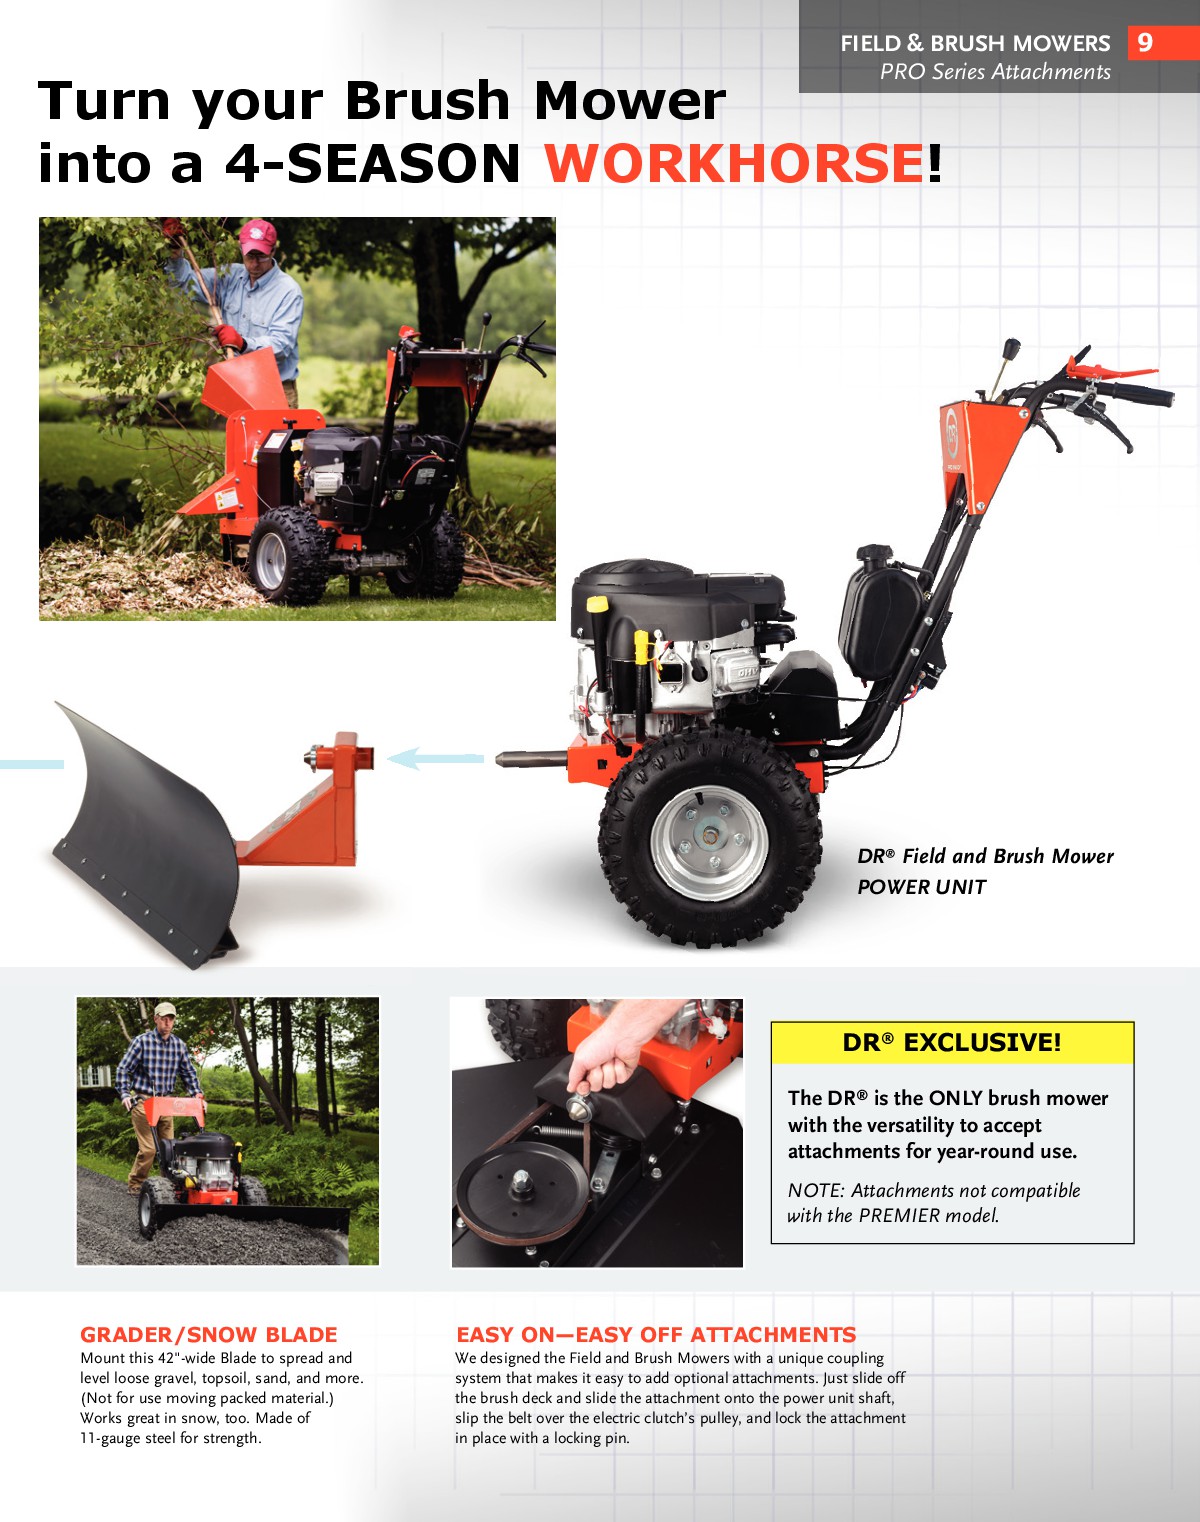 FIELD & BRUSH MOWERS 9
PRO Series Attachments
Turn your Brush Mower
into a 4-SEASON WORKHORSE!
OHV
DR® Field and Brush Mower
POWER UNIT
DR® EXCLUSIVE!
The DR® is the ONLY brush mower
with the versatility to accept
attachments for year-round use.
NOTE: Attachments not compatible
with the PREMIER model.
GRADER/SNOW BLADE
Mount this 42"-wide Blade to spread and
level loose gravel, topsoil, sand, and more.
(Not for use moving packed material.)
Works great in snow, too. Made of
11-gauge steel for strength.
EASY ON—EASY OFF ATTACHMENTS
We designed the Field and Brush Mowers with a unique coupling
system that makes it easy to add optional attachments. Just slide off
the brush deck and slide the attachment onto the power unit shaft,
slip the belt over the electric clutch’s pulley, and lock the attachment
in place with a locking pin.